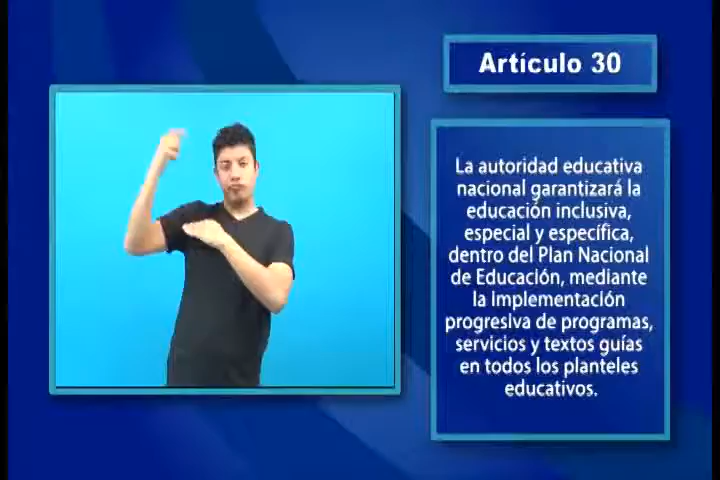 Artículo 30
La autoridad educativa
nacional garantizará la
educación inclusiva,
especial y específica,
dentro del Plan Nacional
de Educación, mediante
la implementación
progresiva de programas,
servicios y textos guías
en todos los planteles
educativos.